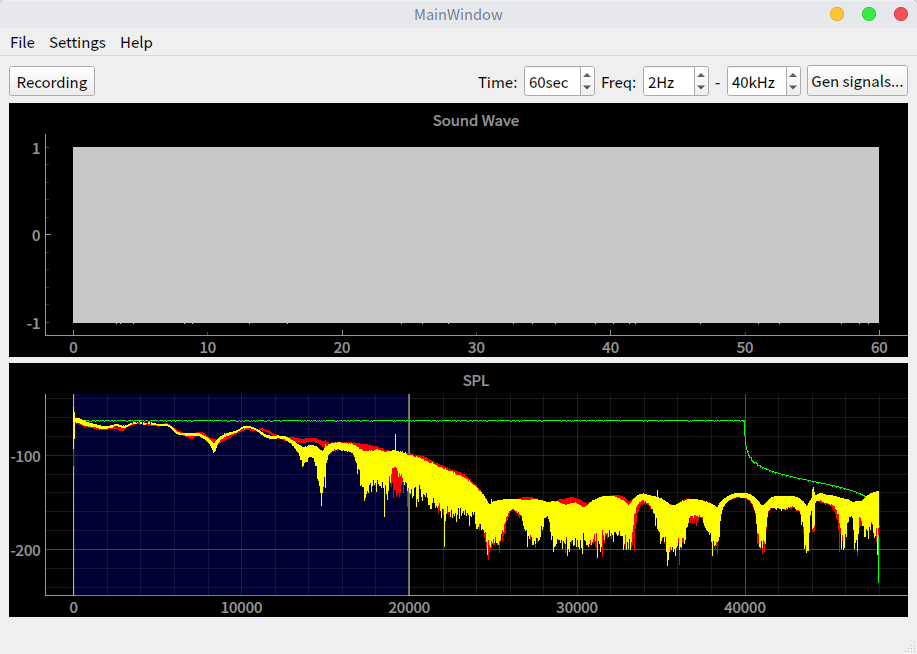 MainWindow
File Settings Help
Recording Time: 60sec Freq: 2Hz - 40kHz Gen signals...
Sound Wave
1
0
-1
0 10 20 30 40 50 60
SPL
-100
-200
0 10000 20000 30000 40000